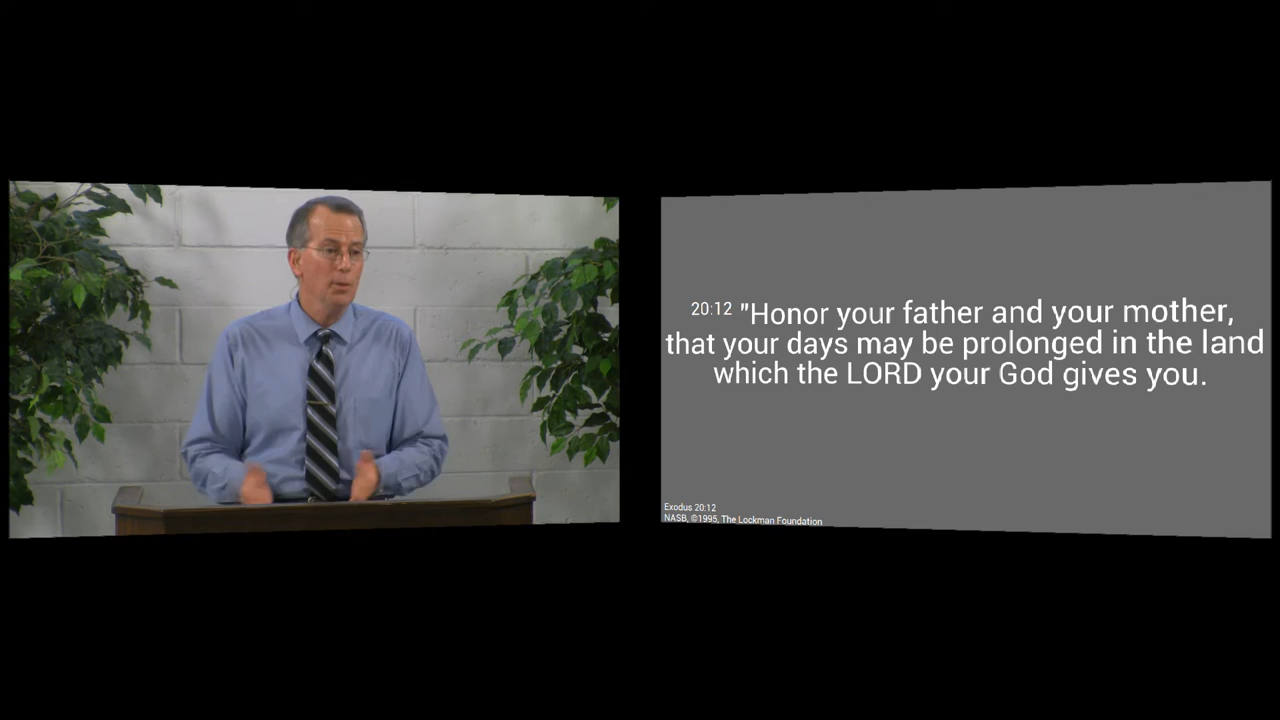 20:12 "Honor your father and your mother,
that your days may be prolonged in the land
which the LORD your God gives you.
Exodus 20:12
NASB, ©1995, The Lockman Foundation